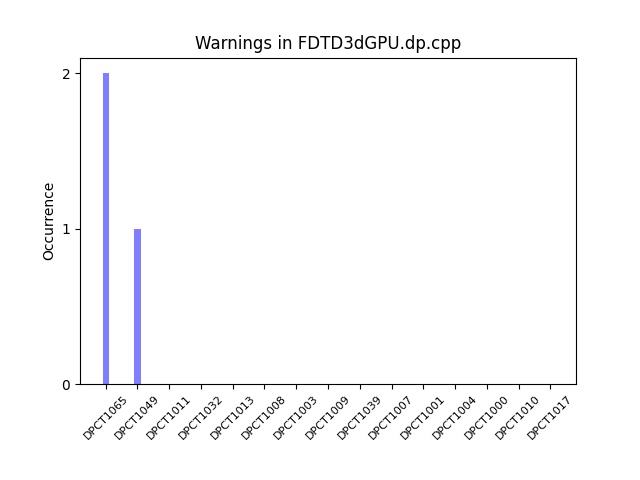 Warnings in FDTD3dGPU.dp.cpp
Occurrence
2
1
0
DPCT1065
DPCT1049
DPCT1011
DPCT1032
DPCT1013
DPCT1008
DPCT1003
DPCT1009
DPCT1039
DPCT1007
DPCT1001
DPCT1004
DPCT1000
DPCT1010
DPCT1017